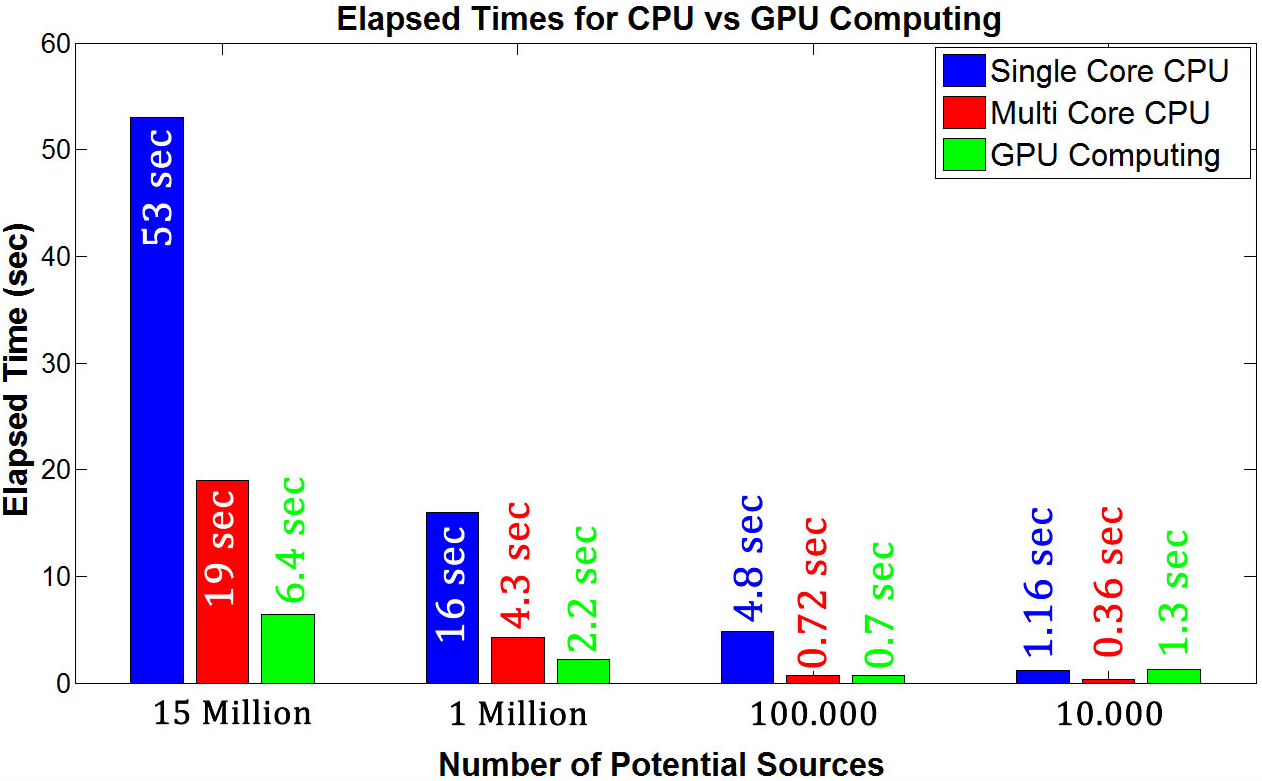 Elapsed Times for CPU vs GPU Computing
Single Core CPU
Multi Core CPU
GPU Computing
Elapsed Time (sec)
60
50
40
30
20
10
0
53 sec
19 sec
6.4 sec
16 sec
4.3 sec
2.2 sec
4.8 sec
0.72 sec
0.7 sec
1.16 sec
0.36 sec
1.3 sec
15 Million
1 Million
100.000
10.000
Number of Potential Sources